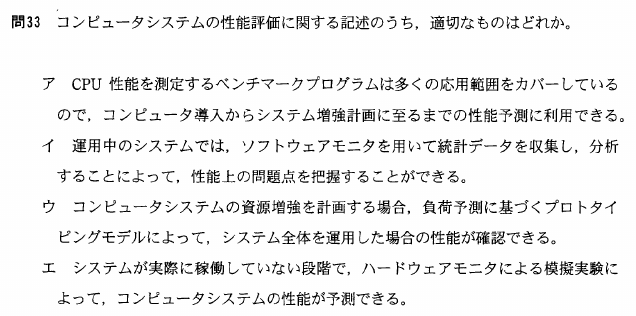 問33 コンピュータシステムの性能評価に関する記述のうち，適切なものはどれか。
ア CPU 性能を測定するベンチマークプログラムは多くの応用範囲をカバーしている
ので，コンピュータ導入からシステム増強計画に至るまでの性能予測に利用できる。
イ 運用中のシステムでは，ソフトウェアモニタを用いて統計データを収集し，分析
することによって，性能上の問題点を把握することができる。
ウ コンピュータシステムの資源増強を計画する場合，負荷予測に基づくプロトタイ
ピングモデルによって，システム全体を運用した場合の性能が確認できる。
エ システムが実際に稼働していない段階で，ハードウェアモニタによる模擬実験に
よって，コンピュータシステムの性能が予測できる。